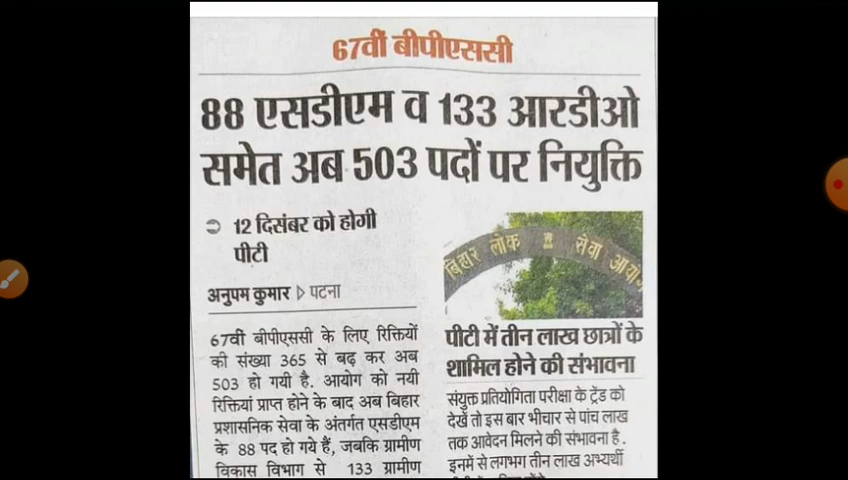 67वीं बीपीएससी
88 एसडीएम व 133 आरडीओ
समेत अब 503 पदों पर नियुक्ति
12 दिसंबर को होगी
पीटी
अनुपम कुमार ▷ पटना
67वीं बीपीएससी के लिए रिक्तियों
की संख्या 365 से बढ़ कर अब
503 हो गयी है. आयोग को नयी
रिक्तियां प्राप्त होने के बाद अब बिहार
प्रशासनिक सेवा के अंतर्गत एसडीएम
के 88 पद हो गये हैं, जबकि ग्रामीण
विकास विभाग से 133 ग्रामीण
बिहार लोक सेवा आयोग
पीटी में तीन लाख छात्रों के
शामिल होने की संभावना
संयुक्त प्रतियोगिता परीक्षा के ट्रेंड को
देखें तो इस बार भी चार से पांच लाख
तक आवेदन मिलने की संभावना है.
इनमें से लगभग तीन लाख अभ्यर्थी